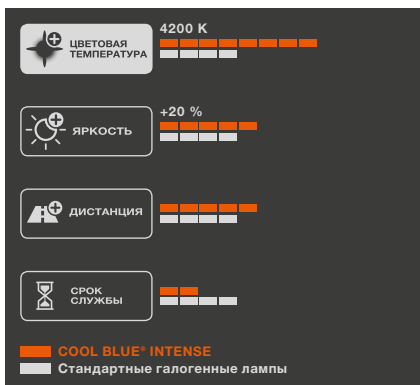 4200 K
ЦВЕТОВАЯ
ТЕМПЕРАТУРА
+20 %
ЯРКОСТЬ
ДИСТАНЦИЯ
СРОК
СЛУЖБЫ
COOL BLUE® INTENSE
Стандартные галогенные лампы